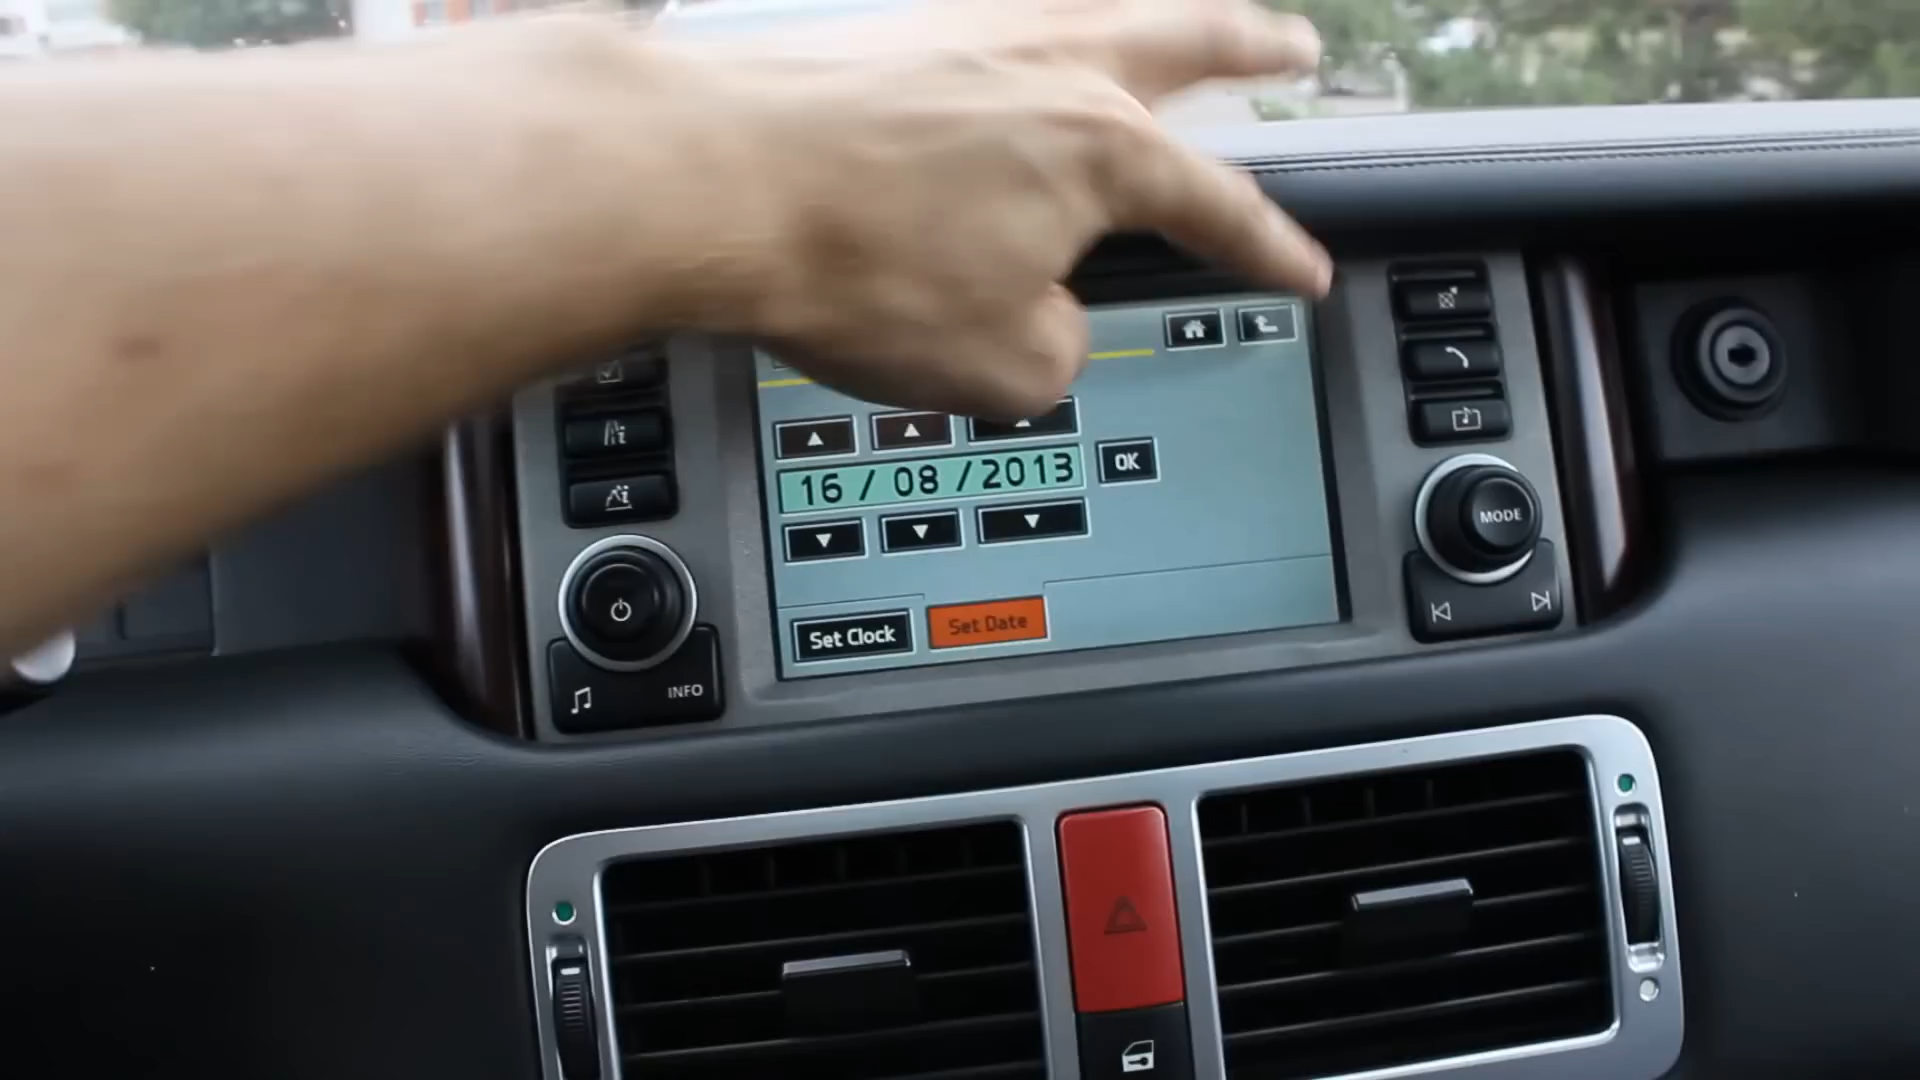 16 / 08 / 2013
OK
Set Clock
Set Date
MODE
INFO